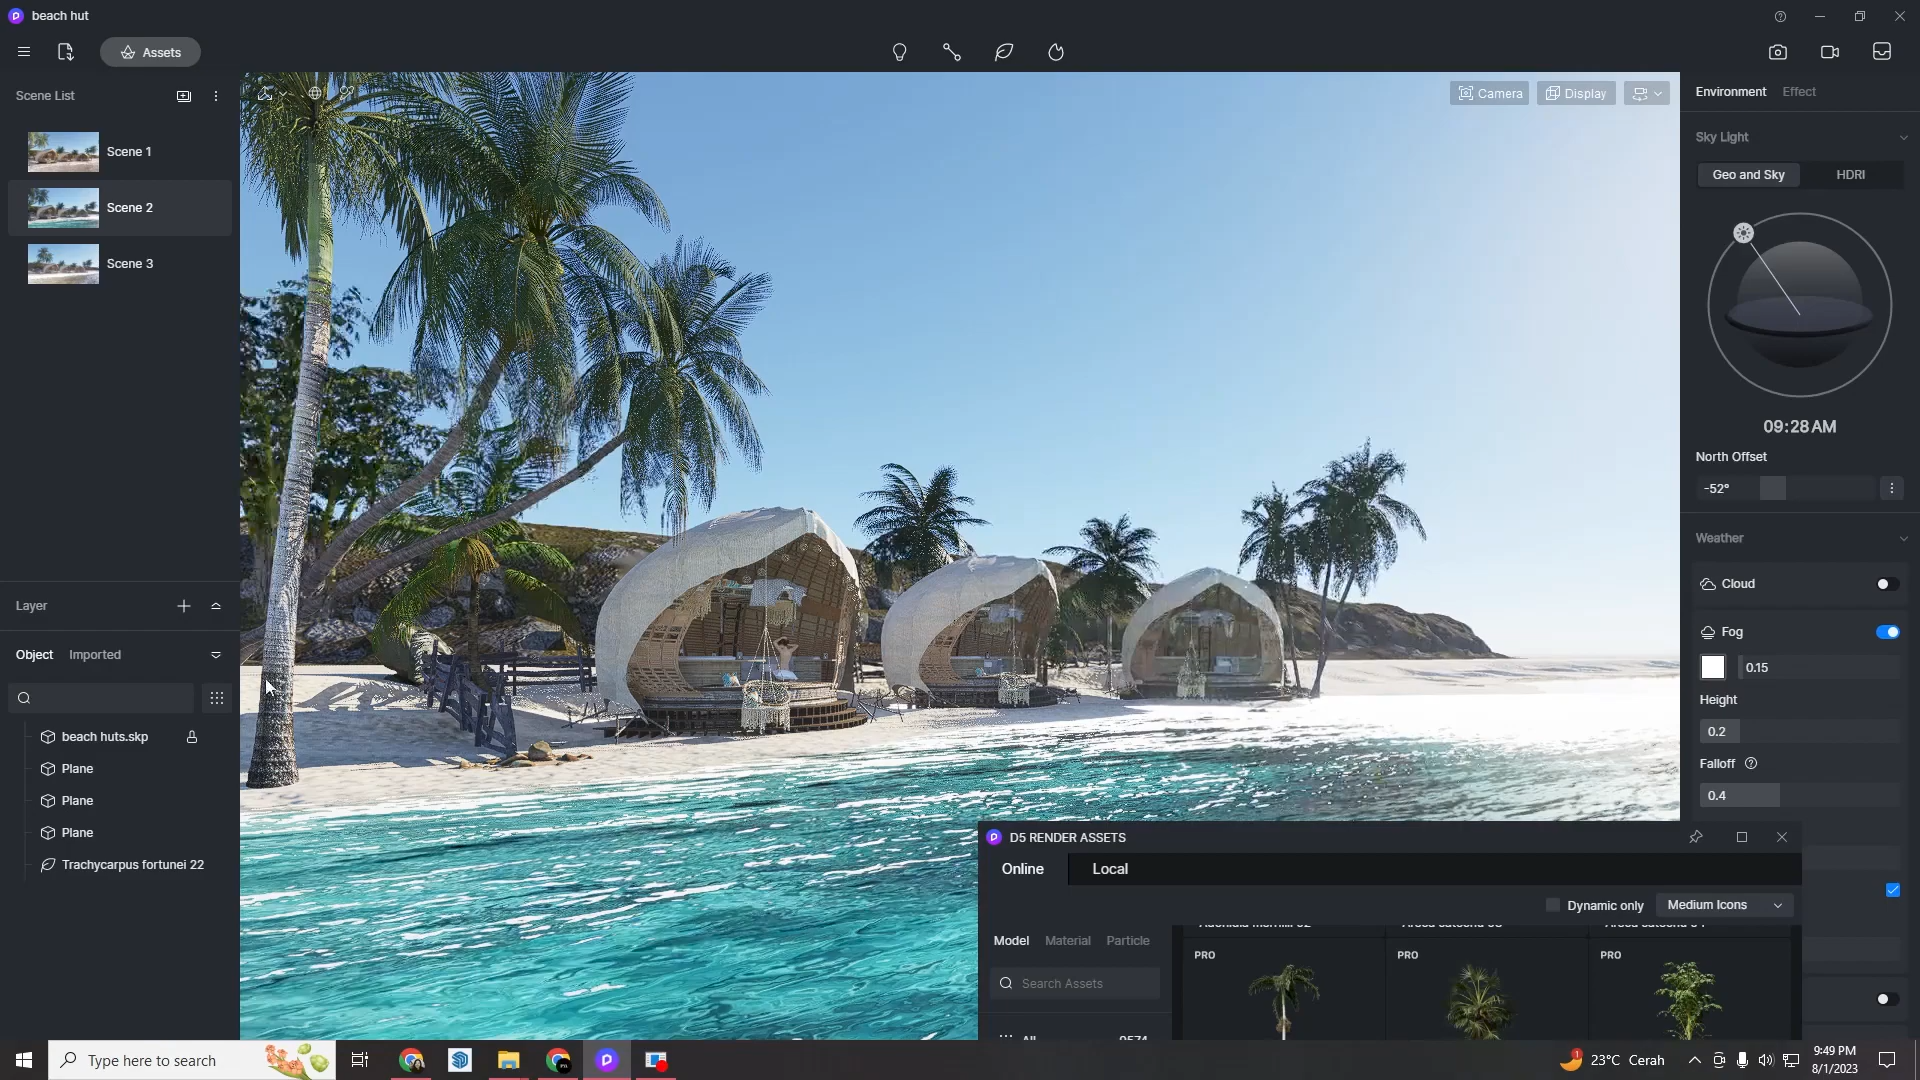 beach hut
Assets
Scene List
Scene 1
Scene 2
Scene 3
Layer
Object Imported
beach huts.skp
Plane
Plane
Plane
Trachycarpus fortunei 22
Camera Display
Environment Effect
Sky Light
Geo and Sky HDRI
09:28 AM
North Offset
-52°
Weather
Cloud
Fog
0.15
Height
0.2
Falloff
0.4
D5 RENDER ASSETS
Online Local
Dynamic only Medium Icons
Model Material Particle
Search Assets
PRO PRO PRO
Type here to search
23°C Cerah
9:49 PM
8/1/2023